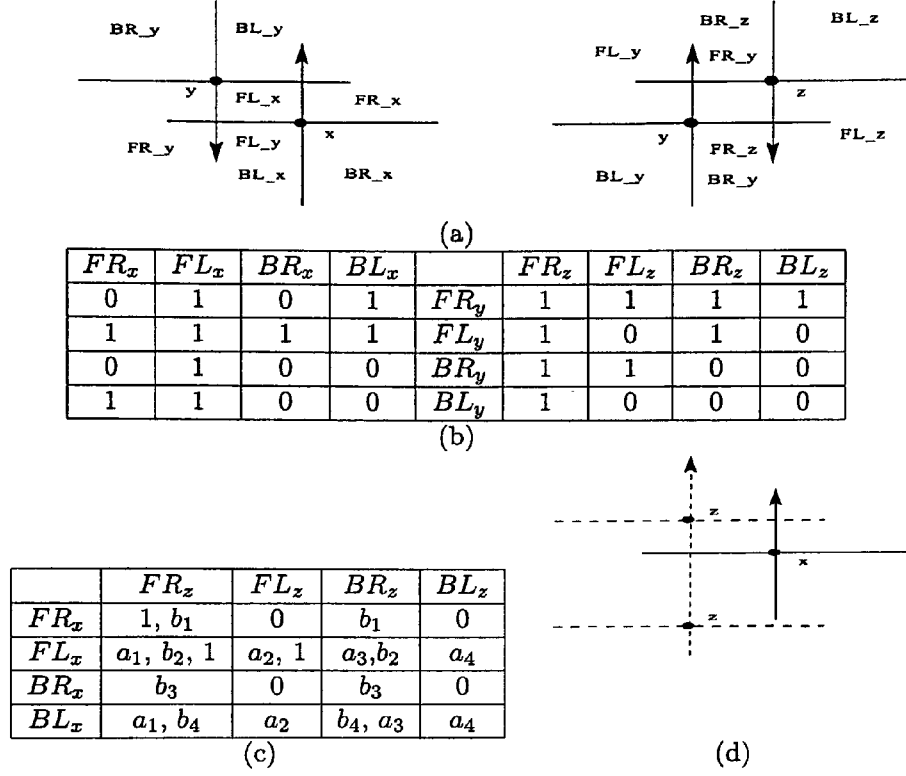 BR_y BL_y BR_z BL_z
FL_y FR_y
y FL_x FR_x z
FR_y FL_y x y FR_z FL_z
BL_x BR_x BL_y BR_y
(a)
FR_x FL_x BR_x BL_x FR_z FL_z BR_z BL_z
0 1 0 1 FR_y 1 1 1 1
1 1 1 1 FL_y 1 0 1 0
0 1 0 0 BR_y 1 1 0 0
1 1 0 0 BL_y 1 0 0 0
(b)
z
x
z
FR_z FL_z BR_z BL_z
FR_x 1, b_1 0 b_1 0
FL_x a_1, b_2, 1 a_2, 1 a_3,b_2 a_4
BR_x b_3 0 b_3 0
BL_x a_1, b_4 a_2 b_4, a_3 a_4
(c) (d)